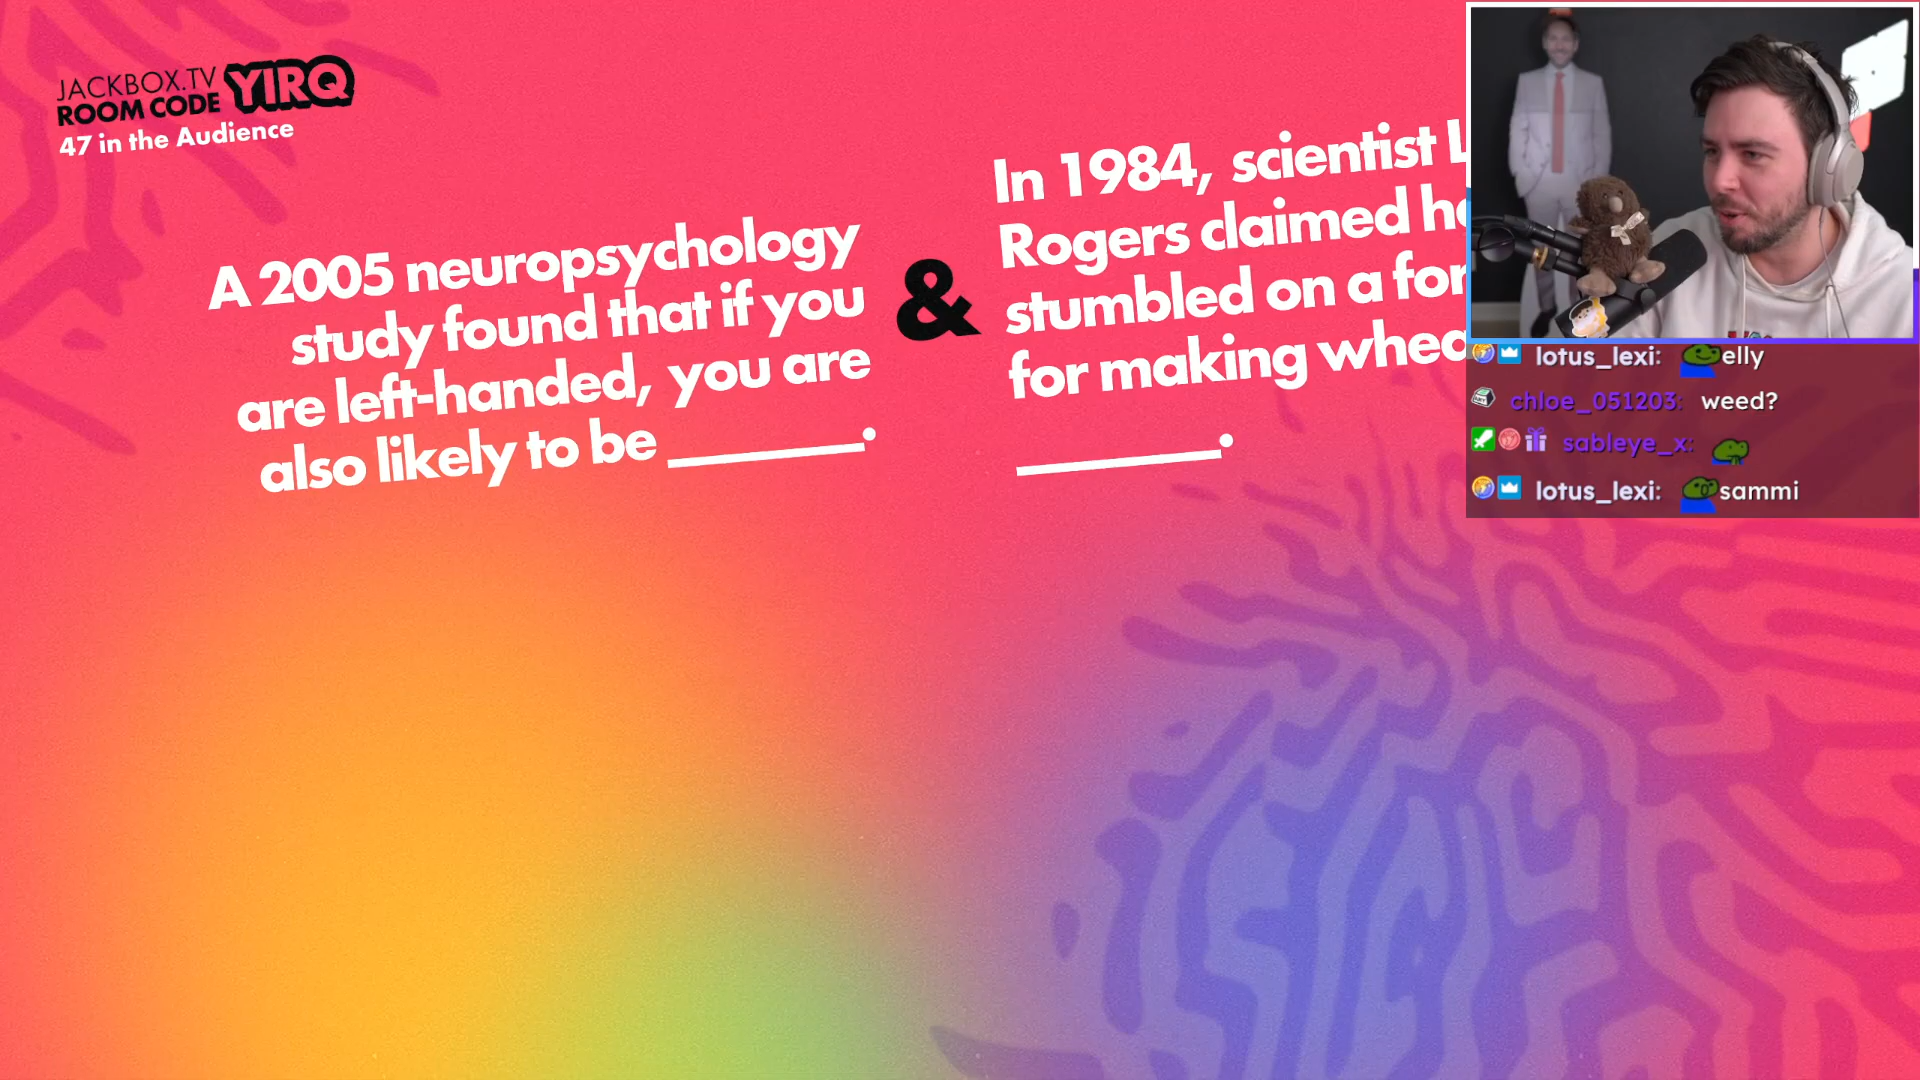 JACKBOX.TV
ROOM CODE YIRQ
47 in the Audience
A 2005 neuropsychology
study found that if you
are left-handed, you are
also likely to be ______.
&
In 1984, scientist
Rogers claimed
stumbled on a
for making
______.
lotus_lexi: elly
chloe_051203: weed?
sableye_x:
lotus_lexi: sammi